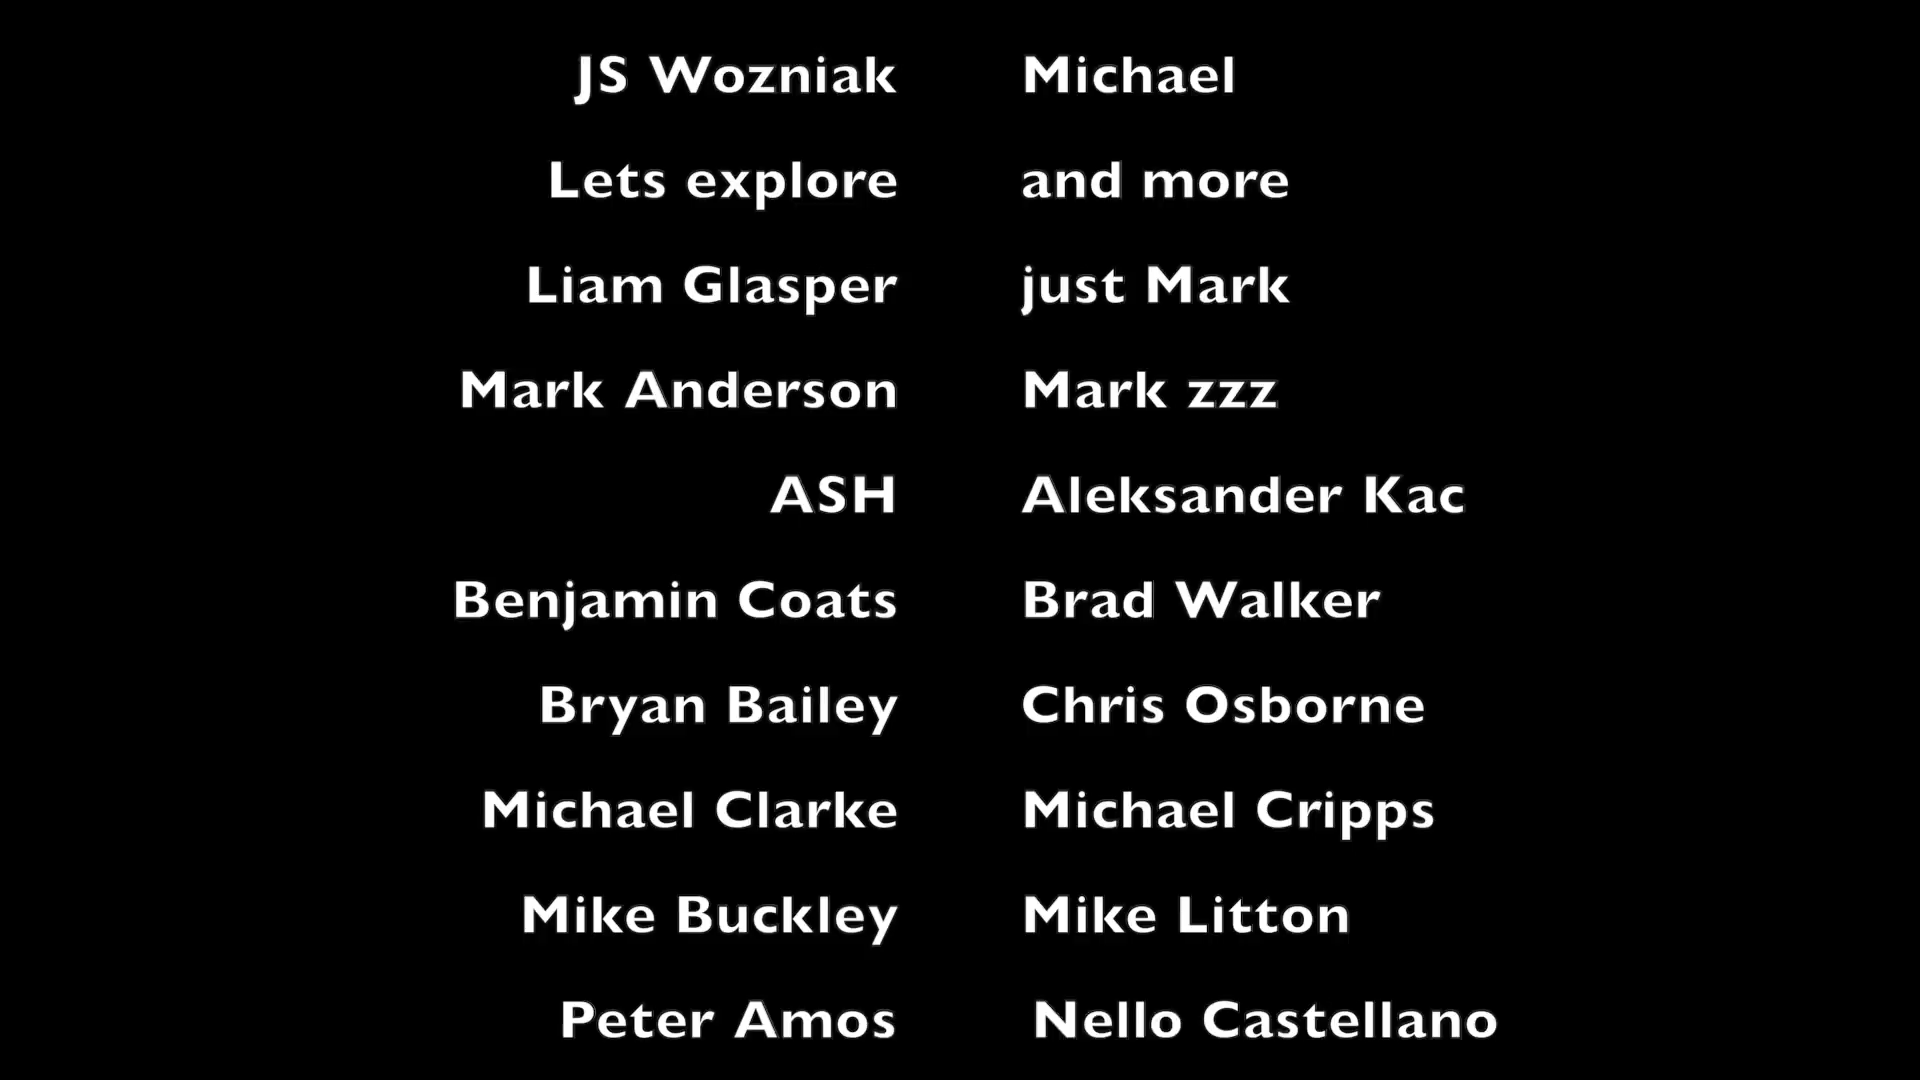 JS Wozniak Michael
Lets explore and more
Liam Glasper just Mark
Mark Anderson Mark zzz
ASH Aleksander Kac
Benjamin Coats Brad Walker
Bryan Bailey Chris Osborne
Michael Clarke Michael Cripps
Mike Buckley Mike Litton
Peter Amos Nello Castellano